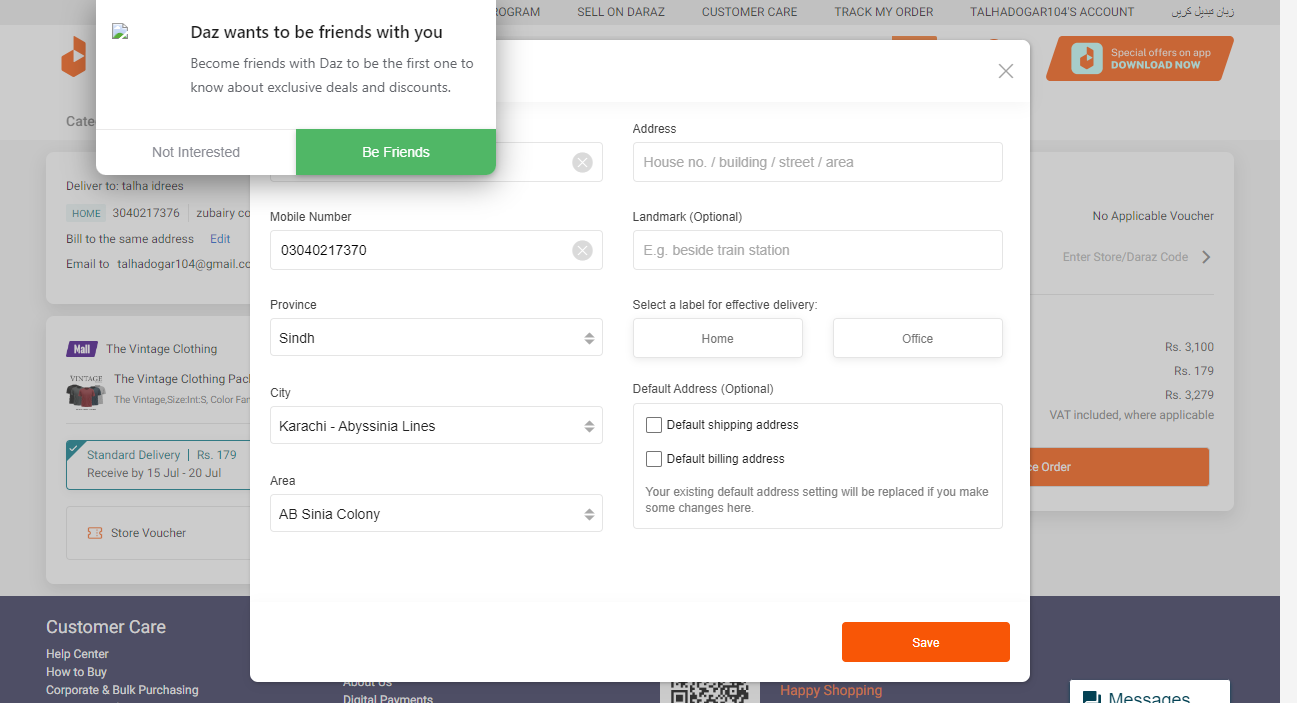 ROGRAM SELL ON DARAZ CUSTOMER CARE TRACK MY ORDER TALHADOGAR104'S ACCOUNT زبان تبدیل کریں
Daz wants to be friends with you
Become friends with Daz to be the first one to
know about exclusive deals and discounts.
Not Interested Be Friends
Special offers on app
DOWNLOAD NOW
Cate
Deliver to: talha idrees
HOME 3040217376 zubairy co
Bill to the same address Edit
Email to talhadogar104@gmail.co
Mall The Vintage Clothing
VINTAGE
The Vintage Clothing Pac
The Vintage,Size:Int:S, Color Fam
Standard Delivery | Rs. 179
Receive by 15 Jul - 20 Jul
Store Voucher
Mobile Number
03040217370
Province
Sindh
City
Karachi - Abyssinia Lines
Area
AB Sinia Colony
Address
House no. / building / street / area
Landmark (Optional)
E.g. beside train station
Select a label for effective delivery:
Home Office
Default Address (Optional)
Default shipping address
Default billing address
Your existing default address setting will be replaced if you make
some changes here.
Save
No Applicable Voucher
Enter Store/Daraz Code
Rs. 3,100
Rs. 179
Rs. 3,279
VAT included, where applicable
ce Order
Customer Care
Help Center
How to Buy
Corporate & Bulk Purchasing
About Us
Digital Payments
Happy Shopping
Messages